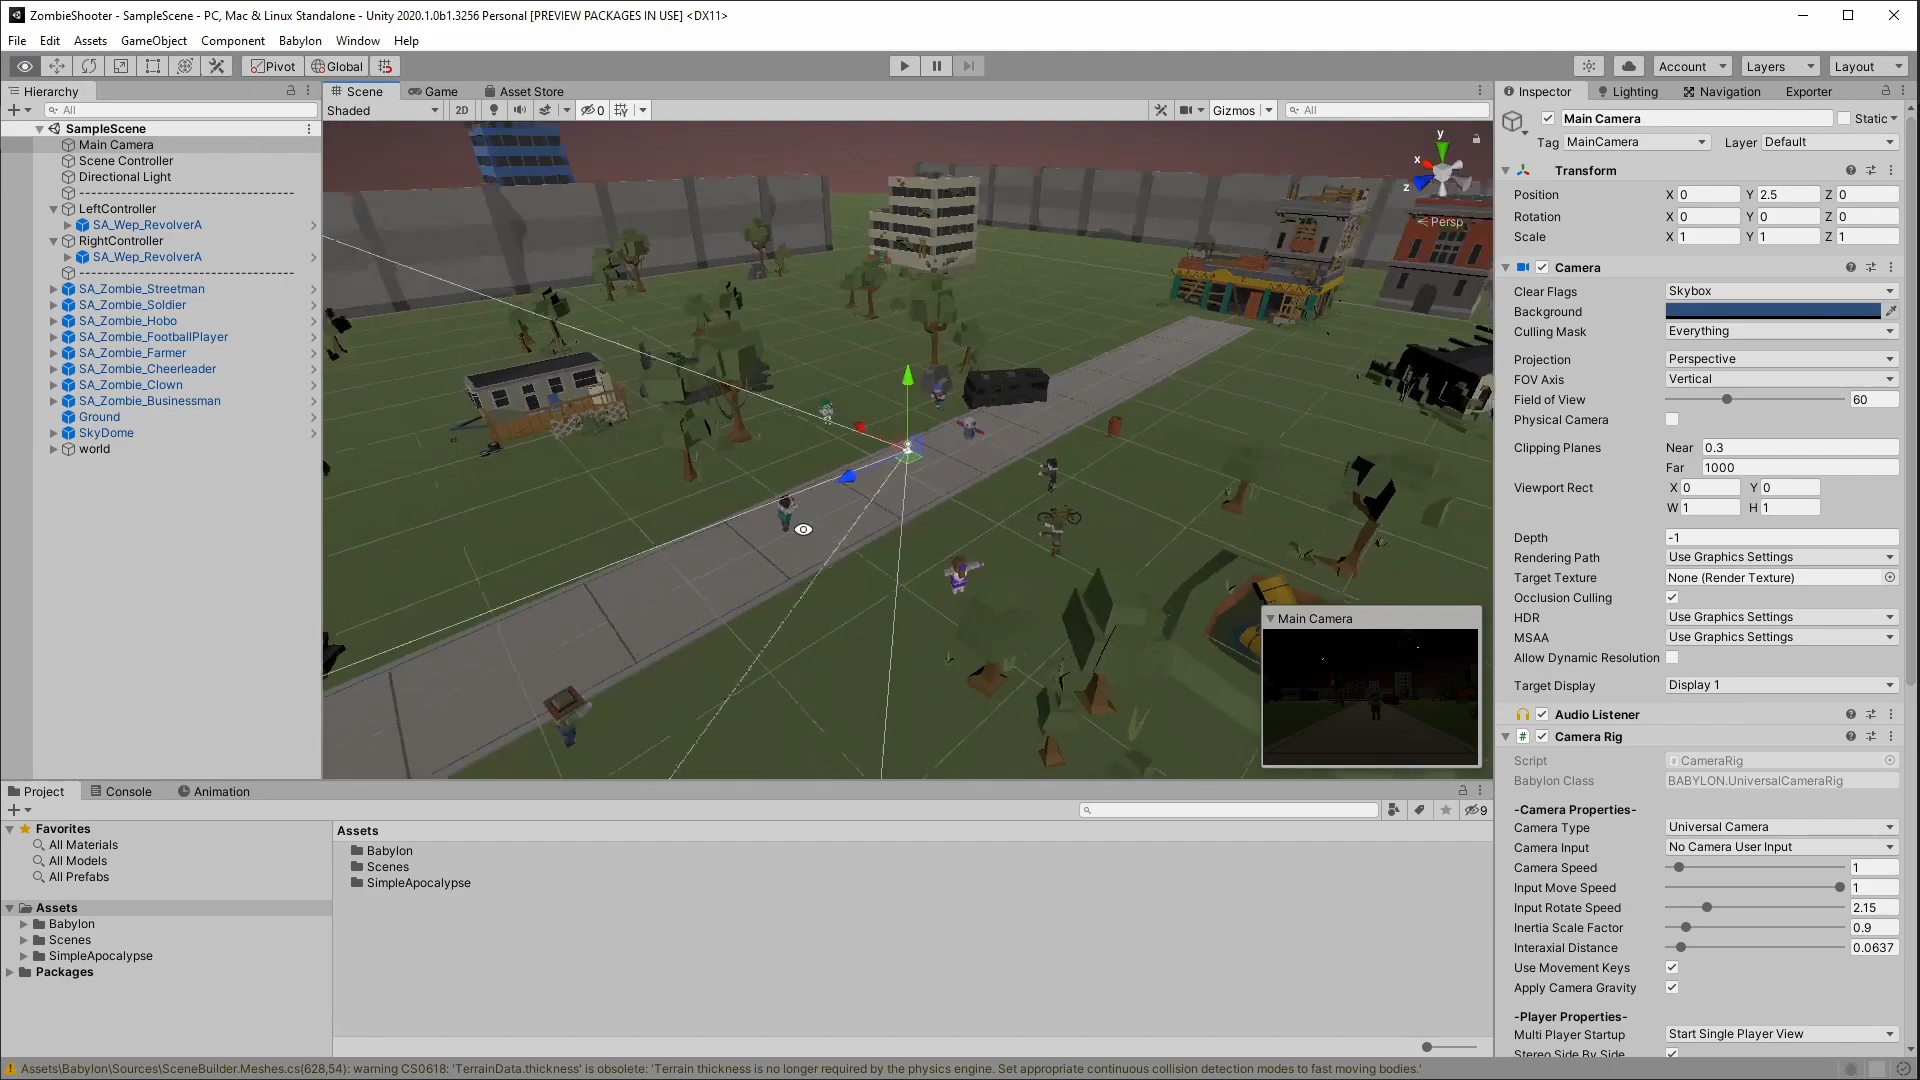 ZombieShooter - SampleScene - PC, Mac & Linux Standalone - Unity 2020.1.0b1.3256 Personal [PREVIEW PACKAGES IN USE] <DX11>
File Edit Assets GameObject Component Babylon Window Help
Pivot Global Account Layers Layout
Hierarchy
All
SampleScene
Main Camera
Scene Controller
Directional Light
--------------------------------------
LeftController
SA_Wep_RevolverA
RightController
SA_Wep_RevolverA
--------------------------------------
SA_Zombie_Streetman
SA_Zombie_Soldier
SA_Zombie_Hobo
SA_Zombie_FootballPlayer
SA_Zombie_Farmer
SA_Zombie_Cheerleader
SA_Zombie_Clown
SA_Zombie_Businessman
Ground
SkyDome
world
Scene Game Asset Store
Shaded 2D 0 Gizmos All
y
x
z
Persp
Main Camera
Inspector Lighting Navigation Exporter
Main Camera Static
Tag MainCamera Layer Default
Transform
Position X 0 Y 2.5 Z 0
Rotation X 0 Y 0 Z 0
Scale X 1 Y 1 Z 1
Camera
Clear Flags Skybox
Background
Culling Mask Everything
Projection Perspective
FOV Axis Vertical
Field of View 60
Physical Camera
Clipping Planes Near 0.3
Far 1000
Viewport Rect X 0 Y 0
W 1 H 1
Depth -1
Rendering Path Use Graphics Settings
Target Texture None (Render Texture)
Occlusion Culling
HDR Use Graphics Settings
MSAA Use Graphics Settings
Allow Dynamic Resolution
Target Display Display 1
Audio Listener
# Camera Rig
Script CameraRig
Babylon Class BABYLON.UniversalCameraRig
-Camera Properties-
Camera Type Universal Camera
Camera Input No Camera User Input
Camera Speed 1
Input Move Speed 1
Input Rotate Speed 2.15
Inertia Scale Factor 0.9
Interaxial Distance 0.0637
Use Movement Keys
Apply Camera Gravity
-Player Properties-
Multi Player Startup Start Single Player View
Stereo Side By Side
Project Console Animation
9
Favorites
All Materials
All Models
All Prefabs
Assets
Babylon
Scenes
SimpleApocalypse
Packages
Assets
Babylon
Scenes
SimpleApocalypse
Assets\Babylon\Sources\SceneBuilder.Meshes.cs(628,54): warning CS0618: 'TerrainData.thickness' is obsolete: 'Terrain thickness is no longer required by the physics engine. Set appropriate continuous collision detection modes to fast moving bodies.'